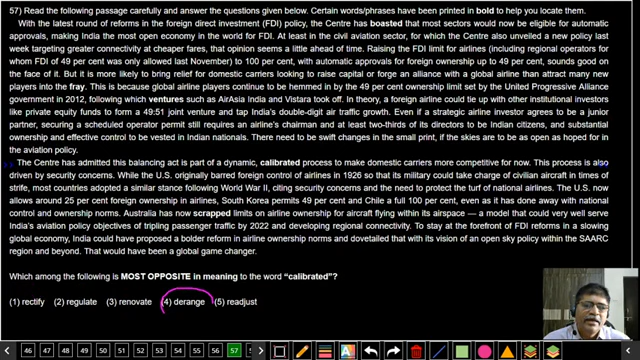 57) Read the following passage carefully and answer the questions given below. Certain words/phrases have been printed in bold to help you locate them.
With the latest round of reforms in the foreign direct investment (FDI) policy, the Centre has boasted that most sectors would now be eligible for automatic
approvals, making India the most open economy in the world for FDI. At least in the civil aviation sector, for which the Centre also unveiled a new policy last
week targeting greater connectivity at cheaper fares, that opinion seems a little ahead of time. Raising the FDI limit for airlines (including regional operators for
whom FDI of 49 per cent was only allowed last November) to 100 per cent, with automatic approvals for foreign ownership up to 49 per cent, sounds good on
the face of it. But it is more likely to bring relief for domestic carriers looking to raise capital or forge an alliance with a global airline than attract many new
players into the fray.
This is because global airline players continue to be hemmed in by the 49 per cent ownership limit set by the United Progressive Alliance
government in 2012, following which ventures such as AirAsia India and Vistara took off. In theory, a foreign airline could tie up with other institutional investors
like private equity funds to form a 49:51 joint venture and tap India's double-digit air traffic growth. Even if a strategic airline investor agrees to be a junior
partner, securing a scheduled operator permit still requires an airline's chairman and at least two-thirds of its directors to be Indian citizens, and substantial
ownership and effective control to be vested in Indian nationals. There need to be swift changes in the small print, if the skies are to be as open as hoped for in
the aviation policy.
The Centre has admitted this balancing act is part of a dynamic, calibrated process to make domestic carriers more competitive for now. This process is also
driven by security concerns. While the U.S. originally barred foreign control of airlines in 1926 so that its military could take charge of civilian aircraft in times of
strife, most countries adopted a similar stance following World War II, citing security concerns and the need to protect the turf of national airlines. The U.S. now
allows around 25 per cent foreign ownership in airlines, South Korea permits 49 per cent and Chile a full 100 per cent, even as it has done away with national
control and ownership norms. Australia has now scrapped limits on airline ownership for aircraft flying within its airspace — a model that could very well serve
India's aviation policy objectives of tripling passenger traffic by 2022 and developing regional connectivity. To stay at the forefront of FDI reforms in a slowing
global economy, India could have proposed a bolder reform in airline ownership norms and dovetailed that with its vision of an open sky policy within the SAARC
region and beyond. That would have been a global game changer.
Which among the following is MOST OPPOSITE in meaning to the word "calibrated"?
(1) rectify (2) regulate (3) renovate (4) derange (5) readjust
46 47 48 49 50 51 52 53 54 55 56 57 58